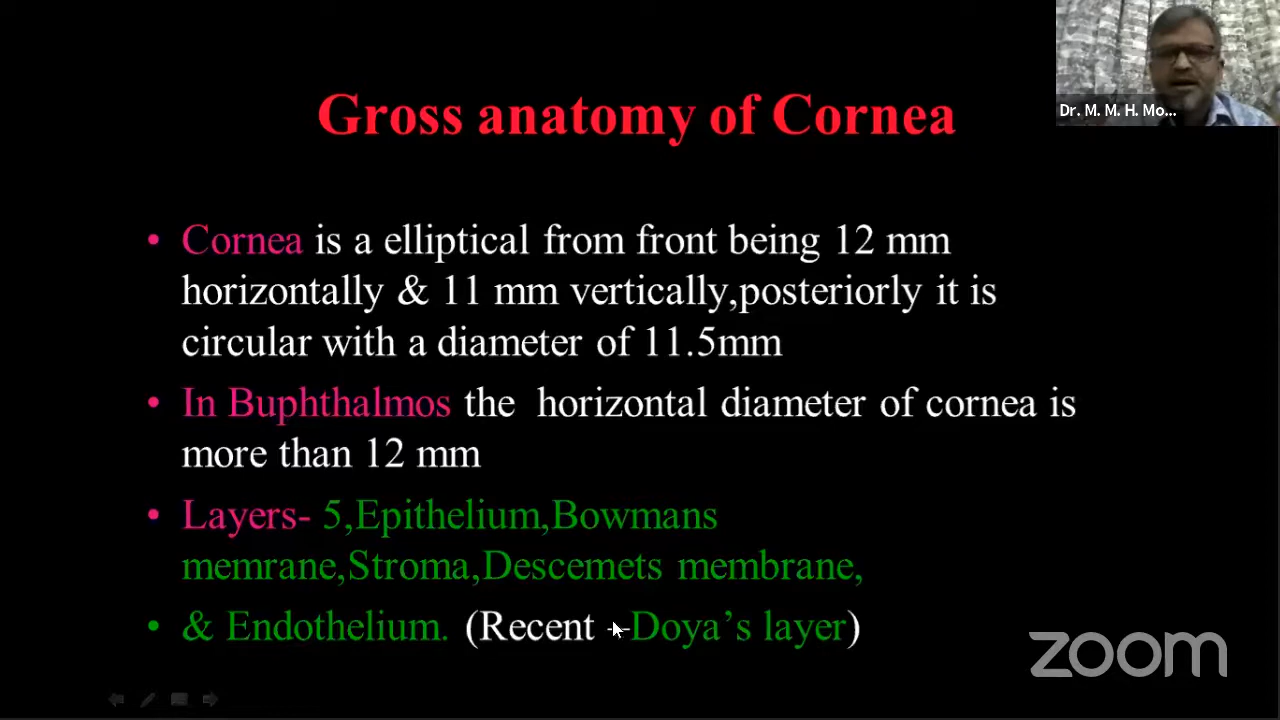 Dr. M. M. H. Mo...
Gross anatomy of Cornea
• Cornea is a elliptical from front being 12 mm
horizontally & 11 mm vertically,posteriorly it is
circular with a diameter of 11.5mm
• In Buphthalmos the horizontal diameter of cornea is
more than 12 mm
• Layers- 5,Epithelium,Bowmans
memrane,Stroma,Descemets membrane,
• & Endothelium. (Recent --Doya's layer)
zoom